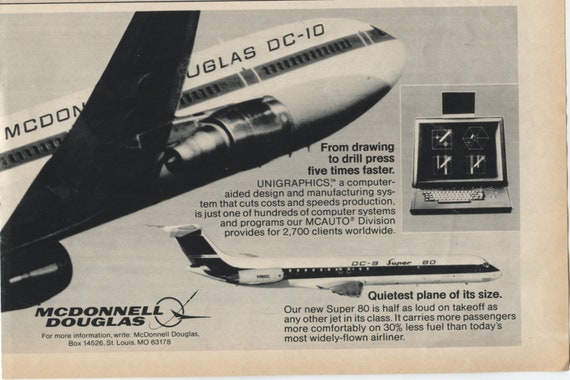 MCDON
UGLAS DC-10
From drawing
to drill press
five times faster.
UNIGRAPHICS,™ a computer-
aided design and manufacturing sys-
tem that cuts costs and speeds production,
is just one of hundreds of computer systems
and programs our MCAUTO® Division
provides for 2,700 clients worldwide.
DC-9 Super 80
Quietest plane of its size.
Our new Super 80 is half as loud on takeoff as
any other jet in its class. It carries more passengers
more comfortably on 30% less fuel than today's
most widely-flown airliner.
MCDONNELL
DOUGLAS
For more information, write: McDonnell Douglas,
Box 14526, St. Louis, MO 63178